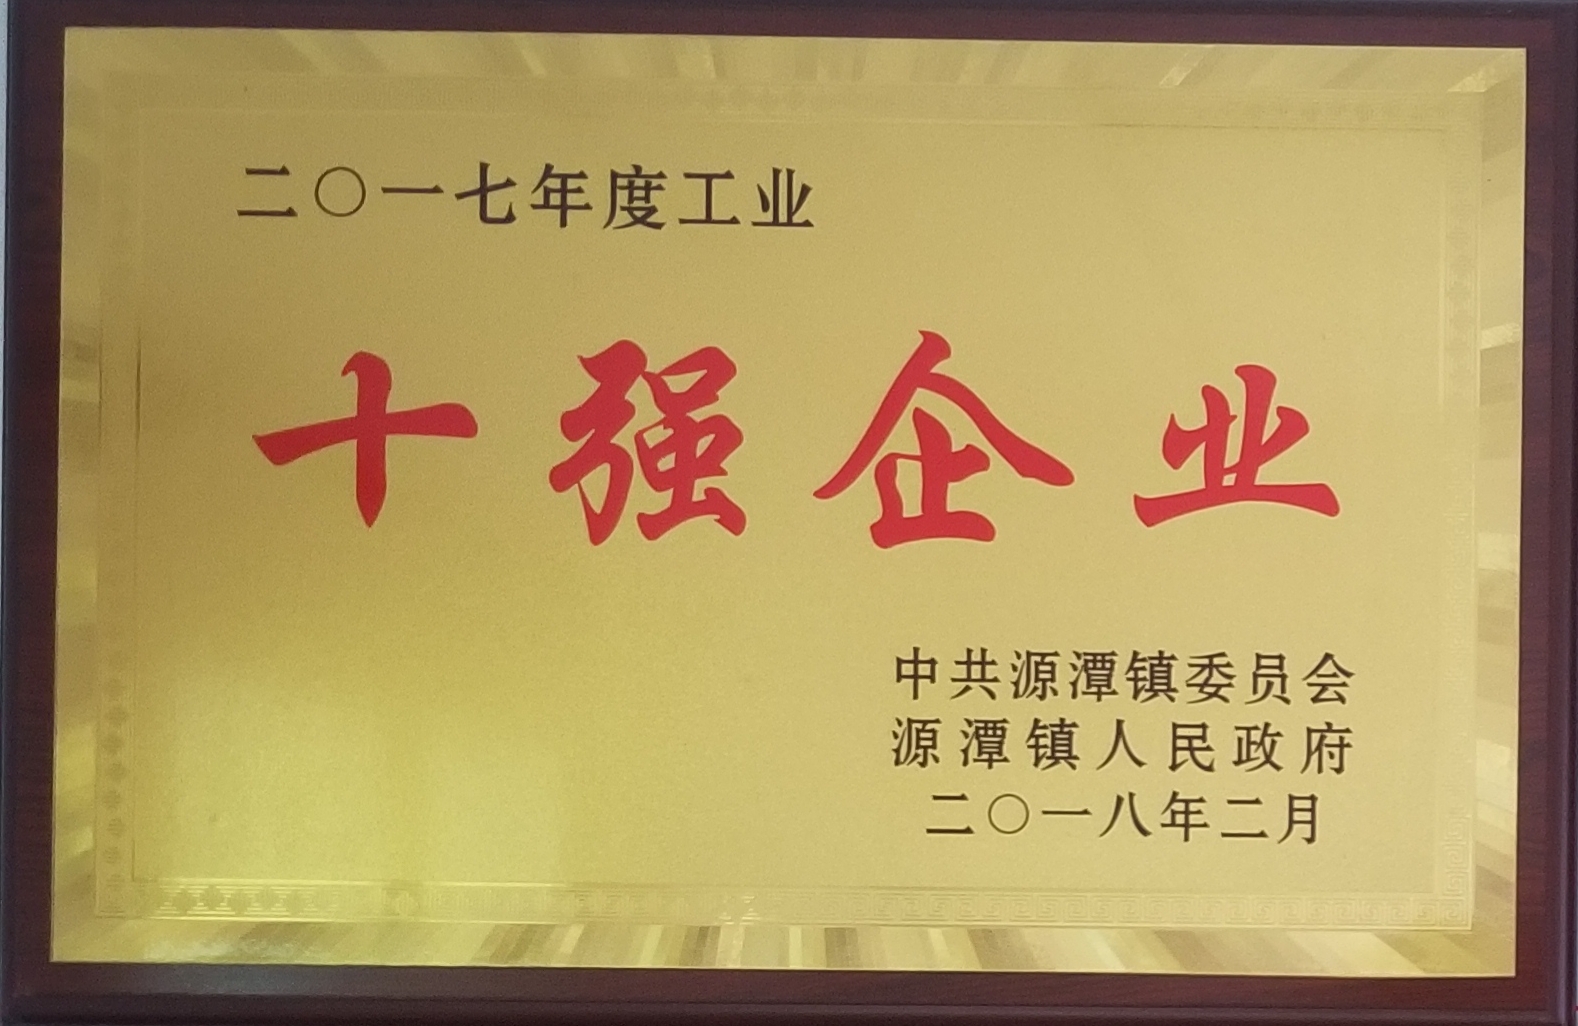 二〇一七年度工业
十强企业
中共源潭镇委员会
源潭镇人民政府
二〇一八年二月